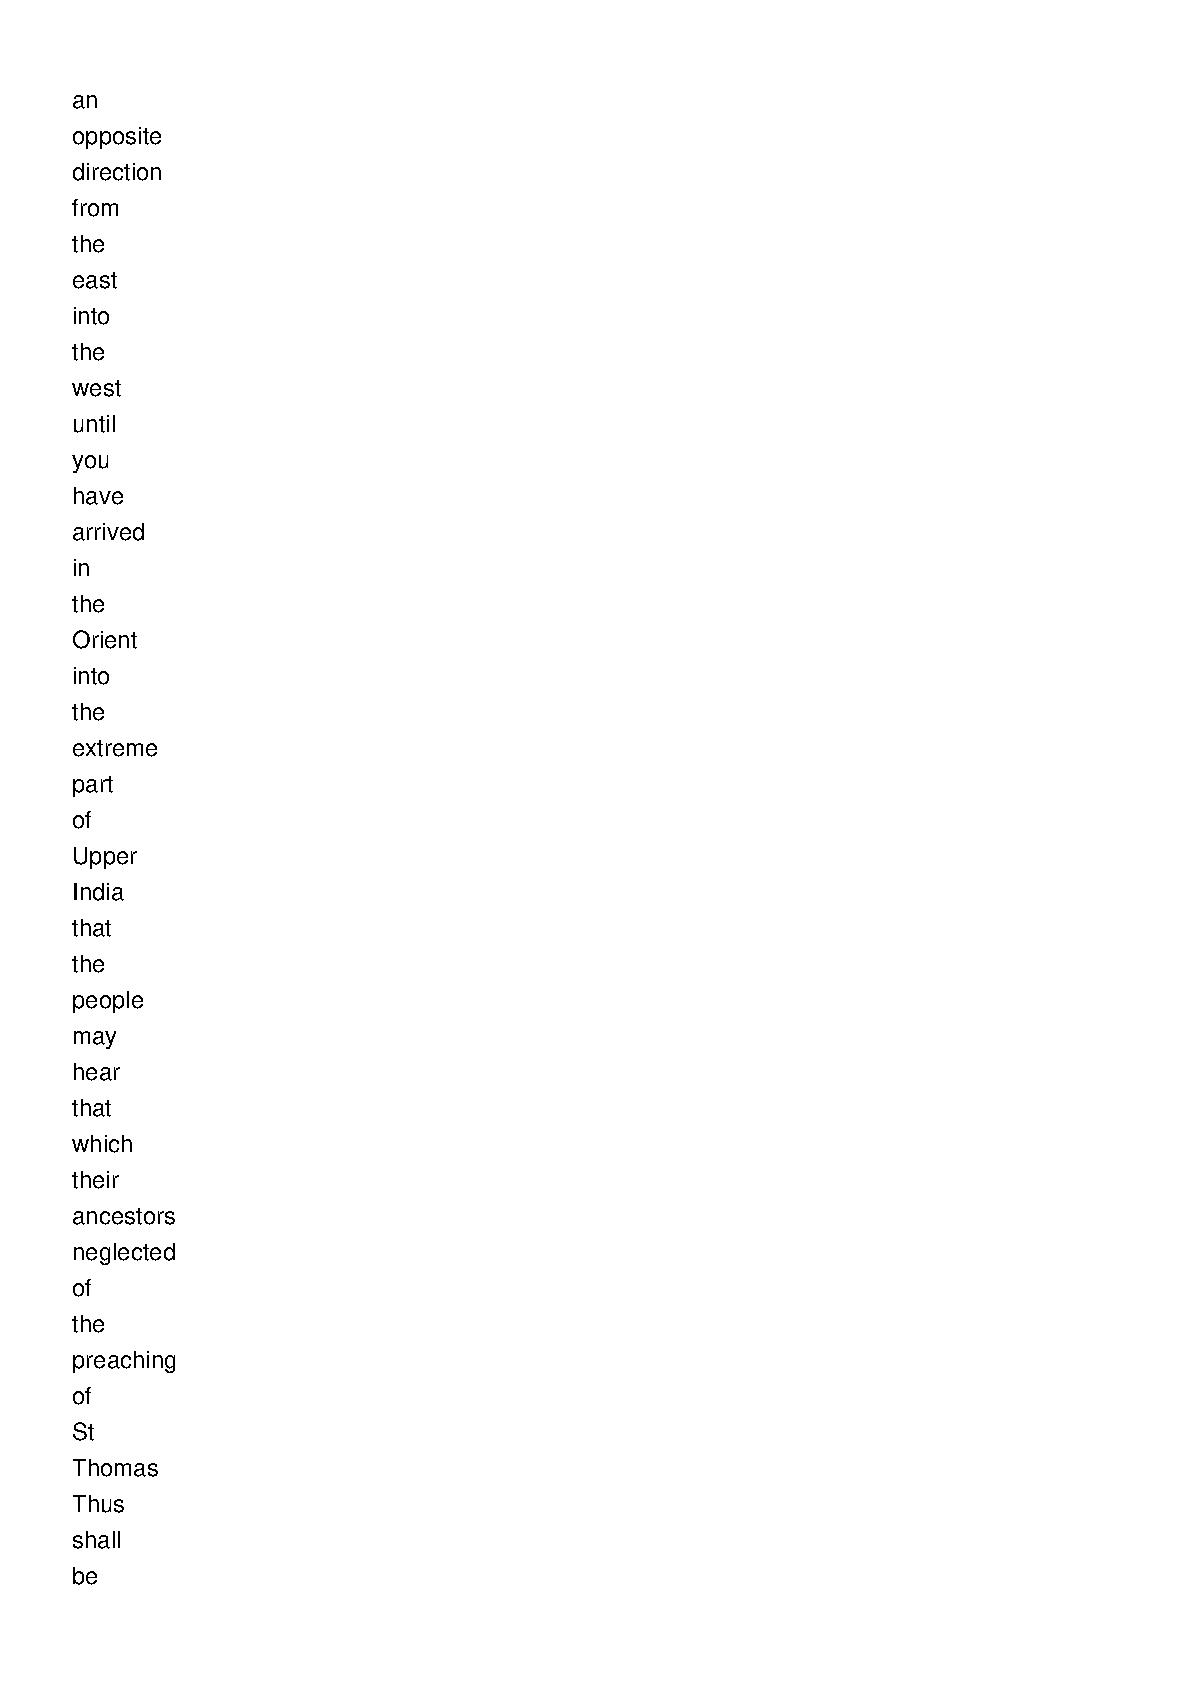 an
opposite
direction
from
the
east
into
the
west
until
you
have
arrived
in
the
Orient
into
the
extreme
part
of
Upper
India
that
the
people
may
hear
that
which
their
ancestors
neglected
of
the
preaching
of
St
Thomas
Thus
shall
be